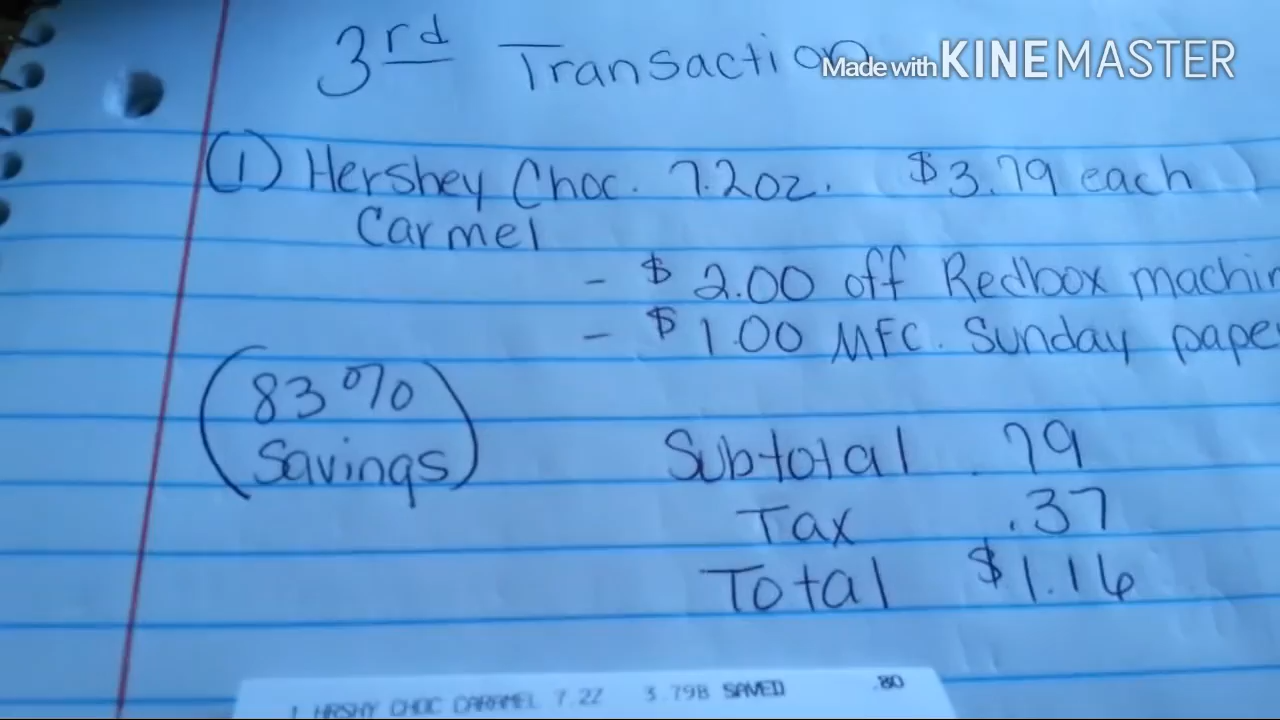 3rd Transaction
Made with KINEMASTER
(1) Hershey Choc. 7.2oz. $3.79 each
Carmel
- $2.00 off Redbox machin
- $1.00 MFC. Sunday pape
83%
Savings
Subtotal .79
Tax .37
Total $1.16
1 HRSHY CHOC CARAMEL 7.2Z 3.79B SAVED .80